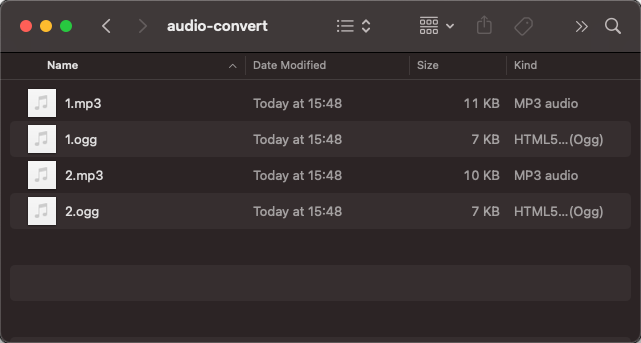 audio-convert
Name Date Modified Size Kind
1.mp3 Today at 15:48 11 KB MP3 audio
1.ogg Today at 15:48 7 KB HTML5...(Ogg)
2.mp3 Today at 15:48 10 KB MP3 audio
2.ogg Today at 15:48 7 KB HTML5...(Ogg)